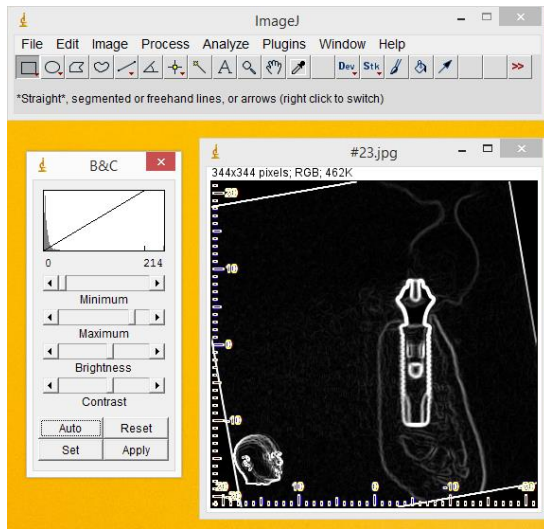 ImageJ
File Edit Image Process Analyze Plugins Window Help
A Dev Stk >>
*Straight*, segmented or freehand lines, or arrows (right click to switch)
B&C
0 214
Minimum
Maximum
Brightness
Contrast
Auto Reset
Set Apply
#23.jpg
344x344 pixels; RGB; 462K
20
10
0
-10
-20
20 10 0 -10 -20